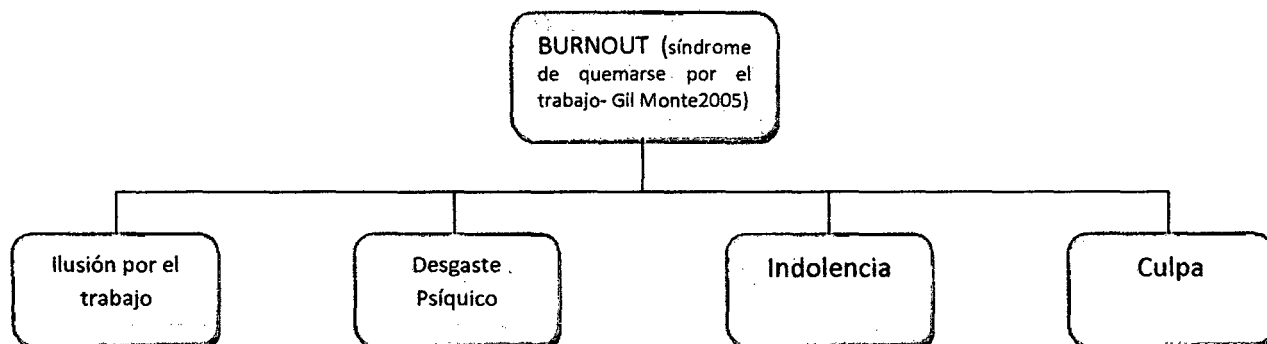 BURNOUT (síndrome
de quemarse por el
trabajo- Gil Monte2005)
Ilusión por el
trabajo
Desgaste
Psíquico
Indolencia
Culpa